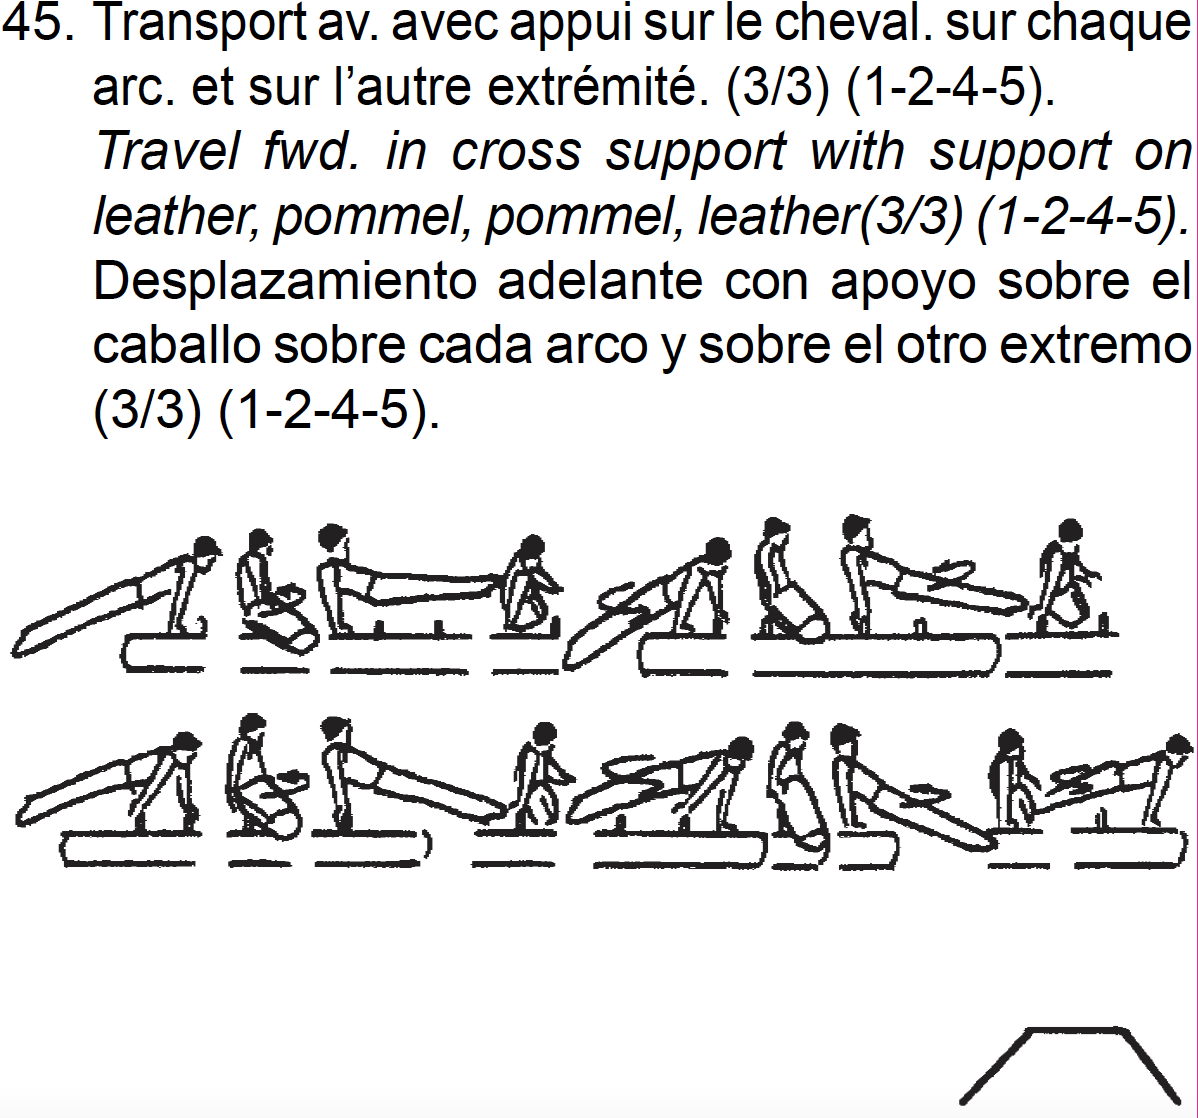 45. Transport av. avec appui sur le cheval. sur chaque
arc. et sur l’autre extrémité. (3/3) (1-2-4-5).
Travel fwd. in cross support with support on
leather, pommel, pommel, leather(3/3) (1-2-4-5).
Desplazamiento adelante con apoyo sobre el
caballo sobre cada arco y sobre el otro extremo
(3/3) (1-2-4-5).